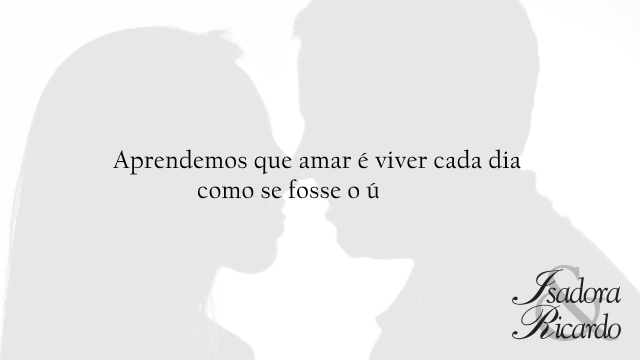 Aprendemos que amar é viver cada dia
como se fosse o ú
Isadora
&
Ricardo